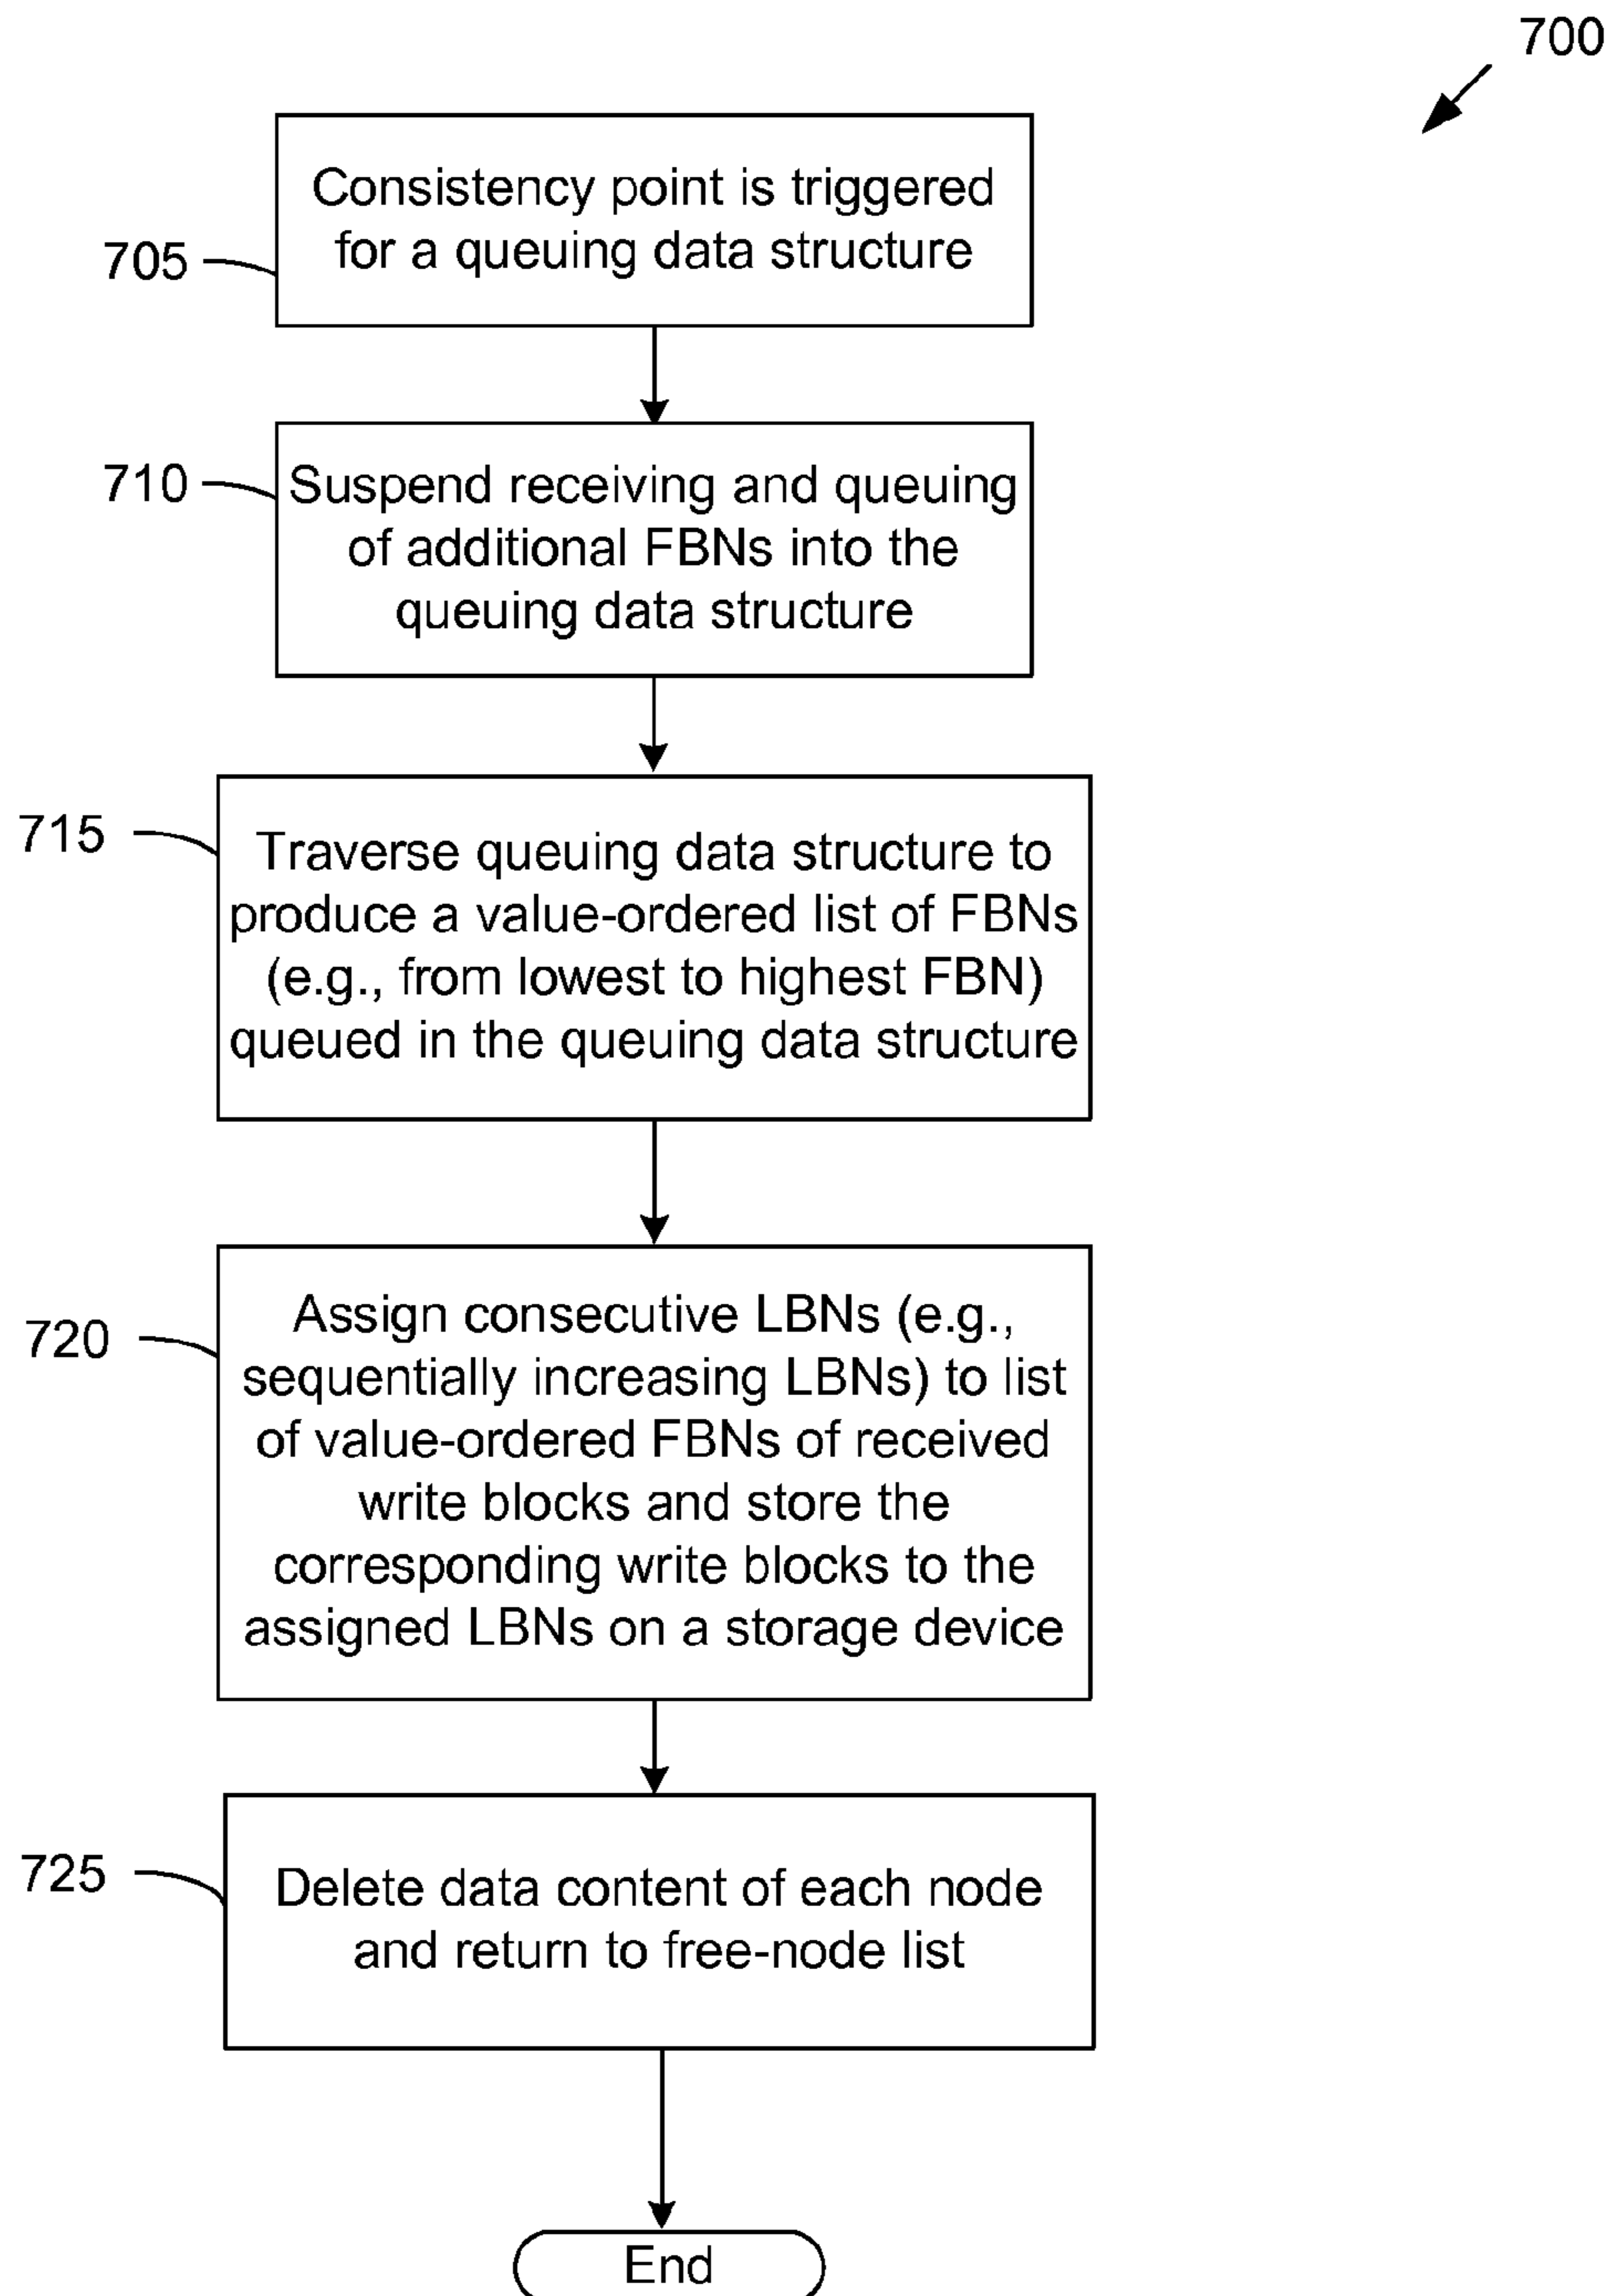 700
Consistency point is triggered
for a queuing data structure
705
710
Suspend receiving and queuing
of additional FBNs into the
queuing data structure
715
Traverse queuing data structure to
produce a value-ordered list of FBNs
(e.g., from lowest to highest FBN)
queued in the queuing data structure
720
Assign consecutive LBNs (e.g.,
sequentially increasing LBNs) to list
of value-ordered FBNs of received
write blocks and store the
corresponding write blocks to the
assigned LBNs on a storage device
725
Delete data content of each node
and return to free-node list
End